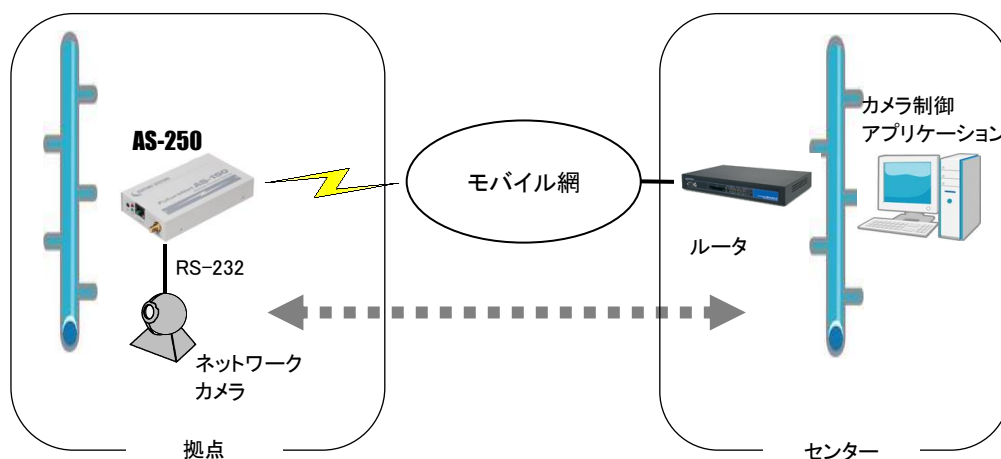 AS-250
RS-232
ネットワーク
カメラ
拠点
モバイル網
ルータ
カメラ制御
アプリケーション
センター